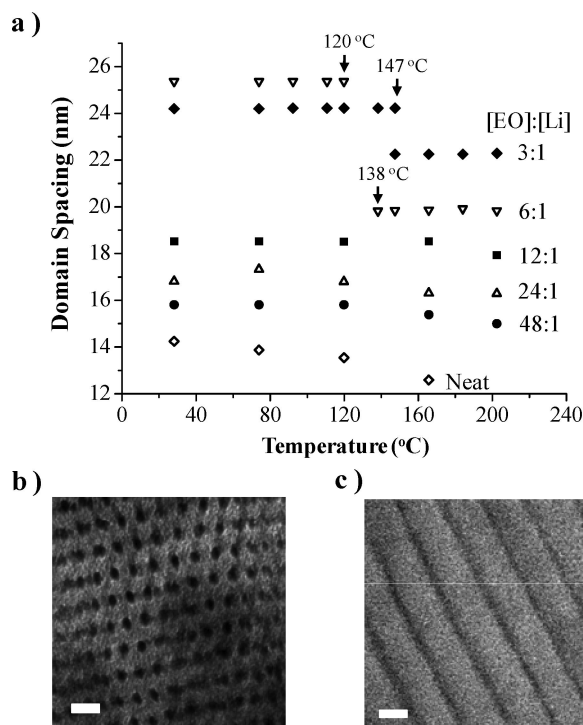 a )
120 °C
147 °C
[EO]:[Li]
26
24
22
20
18
16
14
12
Domain Spacing (nm)
3:1
138 °C
6:1
12:1
24:1
48:1
Neat
0 40 80 120 160 200 240
Temperature (°C)
b )
c )